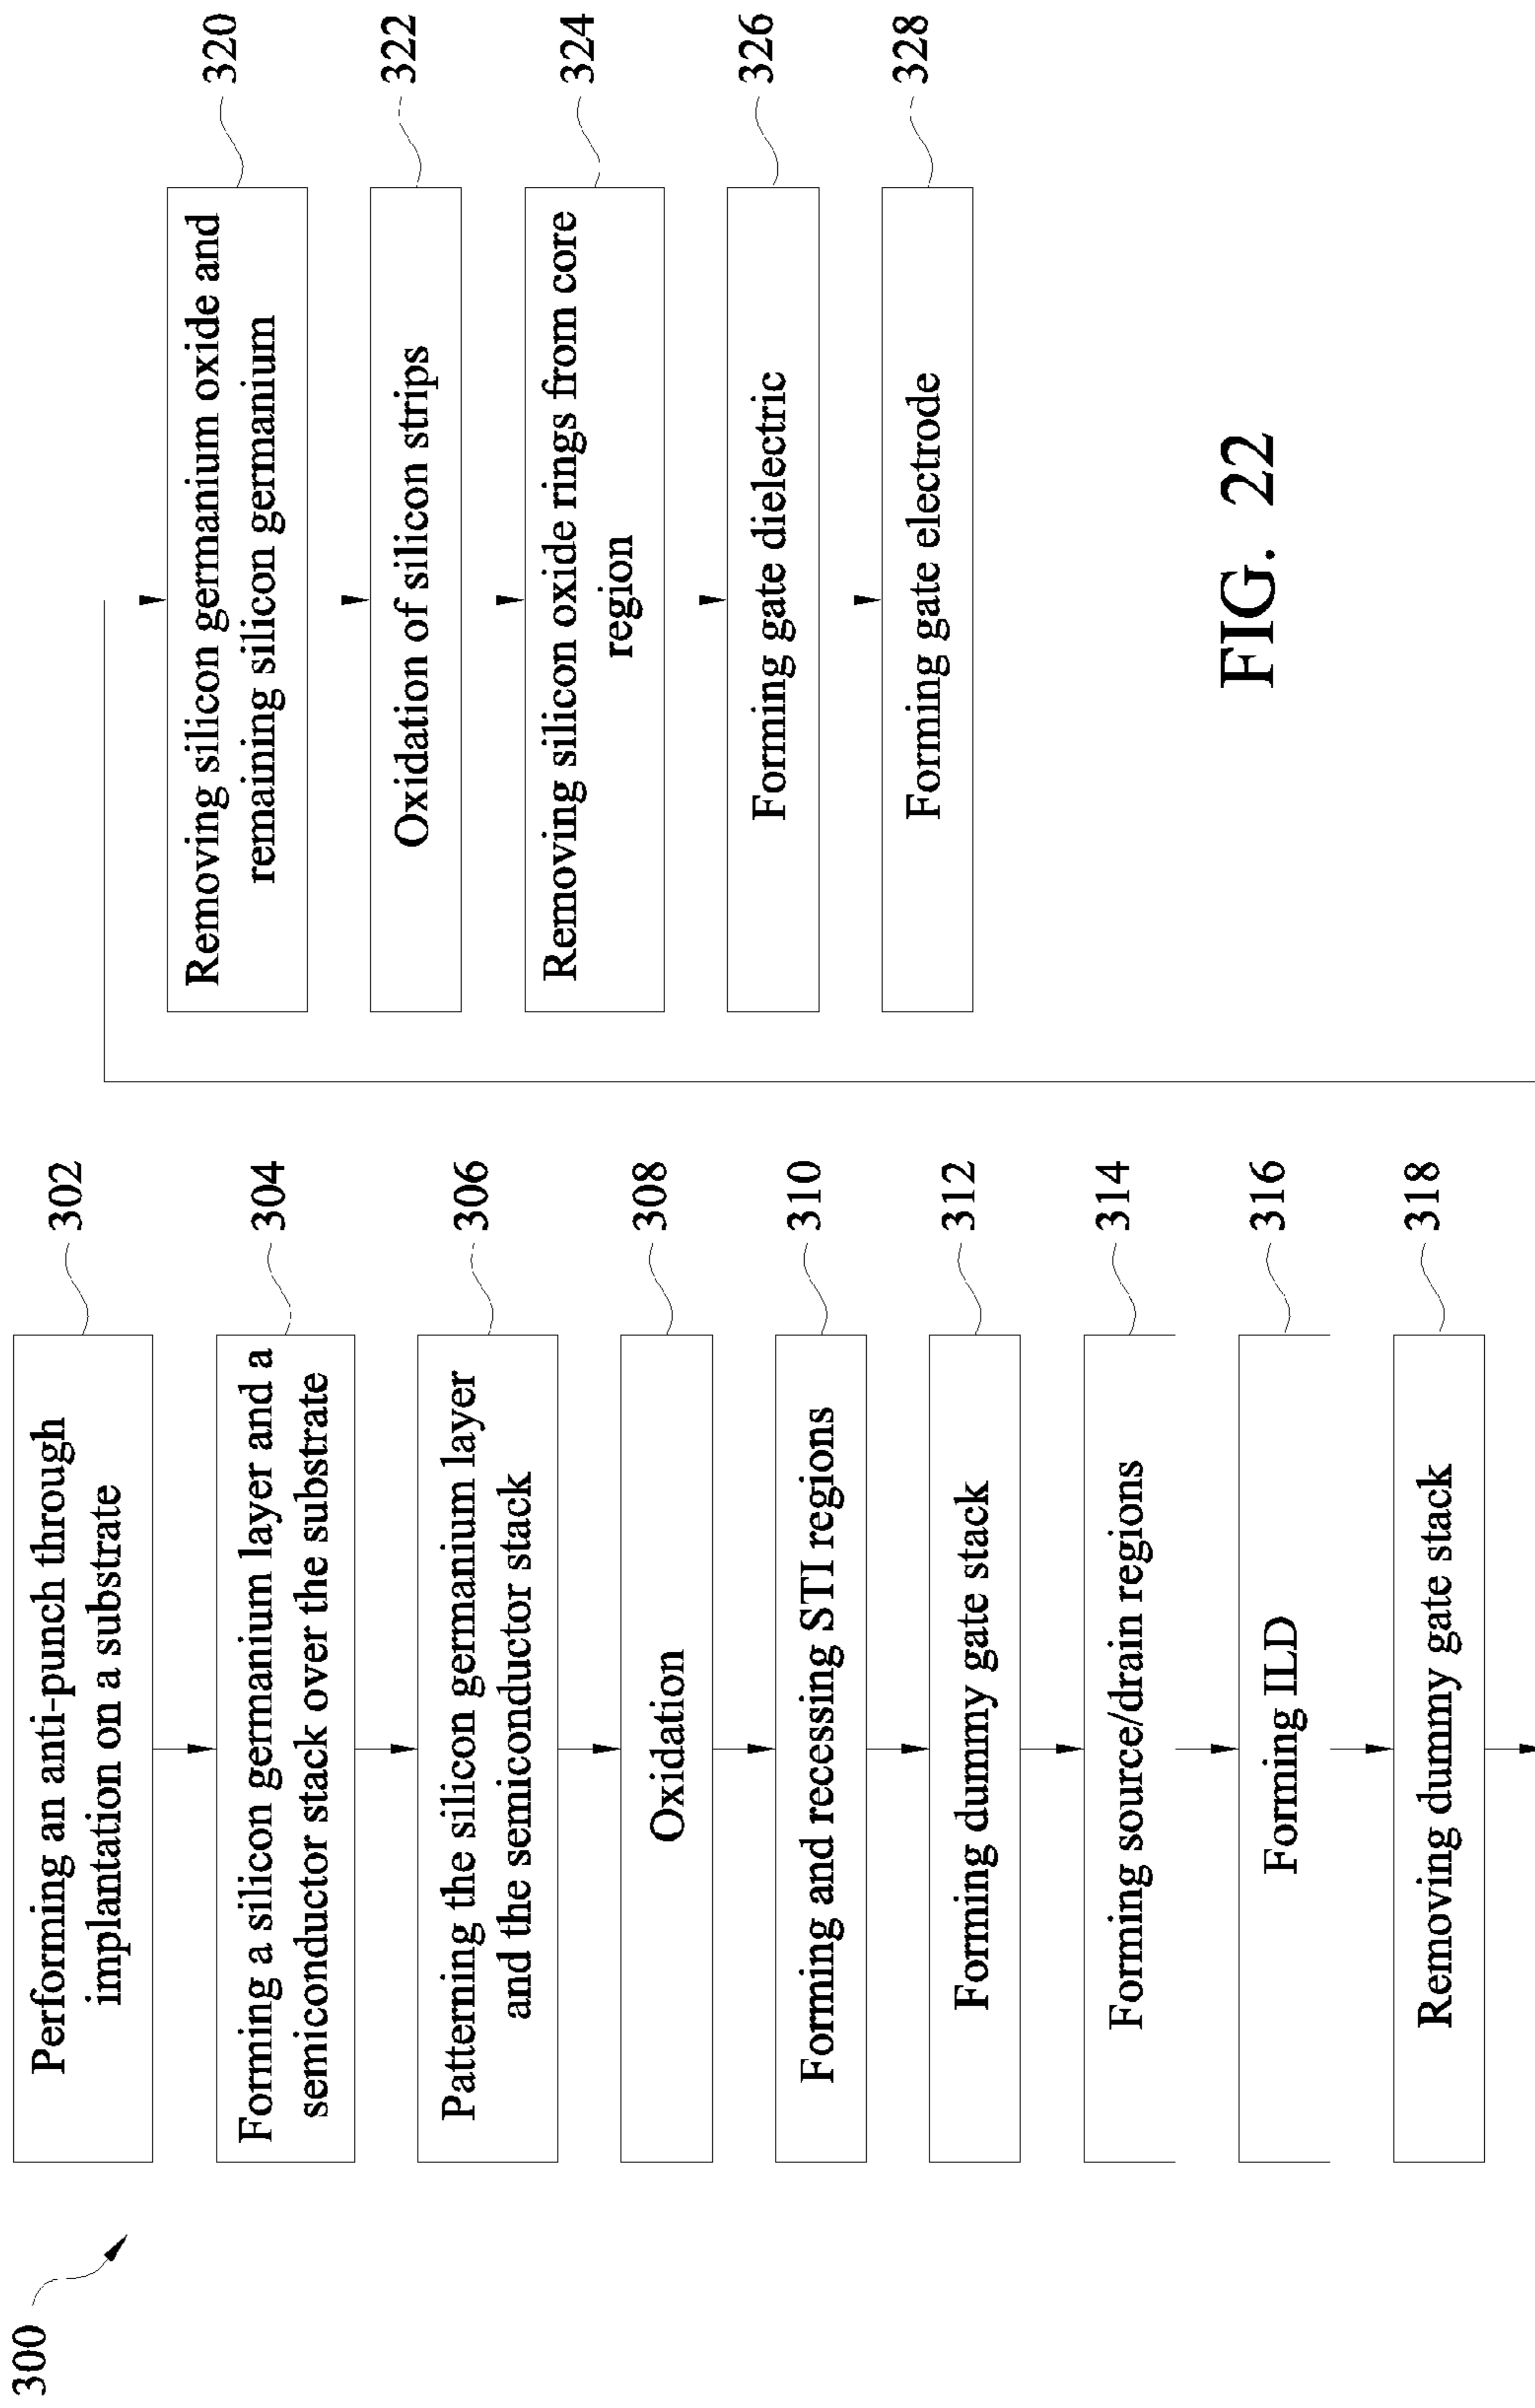 300
Performing an anti-punch through
implantation on a substrate
302
Forming a silicon germanium layer and a
semiconductor stack over the substrate
304
Patterning the silicon germanium layer
and the semiconductor stack
306
Oxidation
308
Forming and recessing STI regions
310
Forming dummy gate stack
312
Forming source/drain regions
314
Forming ILD
316
Removing dummy gate stack
318
Removing silicon germanium oxide and
remaining silicon germanium
320
Oxidation of silicon strips
322
Removing silicon oxide rings from core
region
324
Forming gate dielectric
326
Forming gate electrode
328
FIG. 22